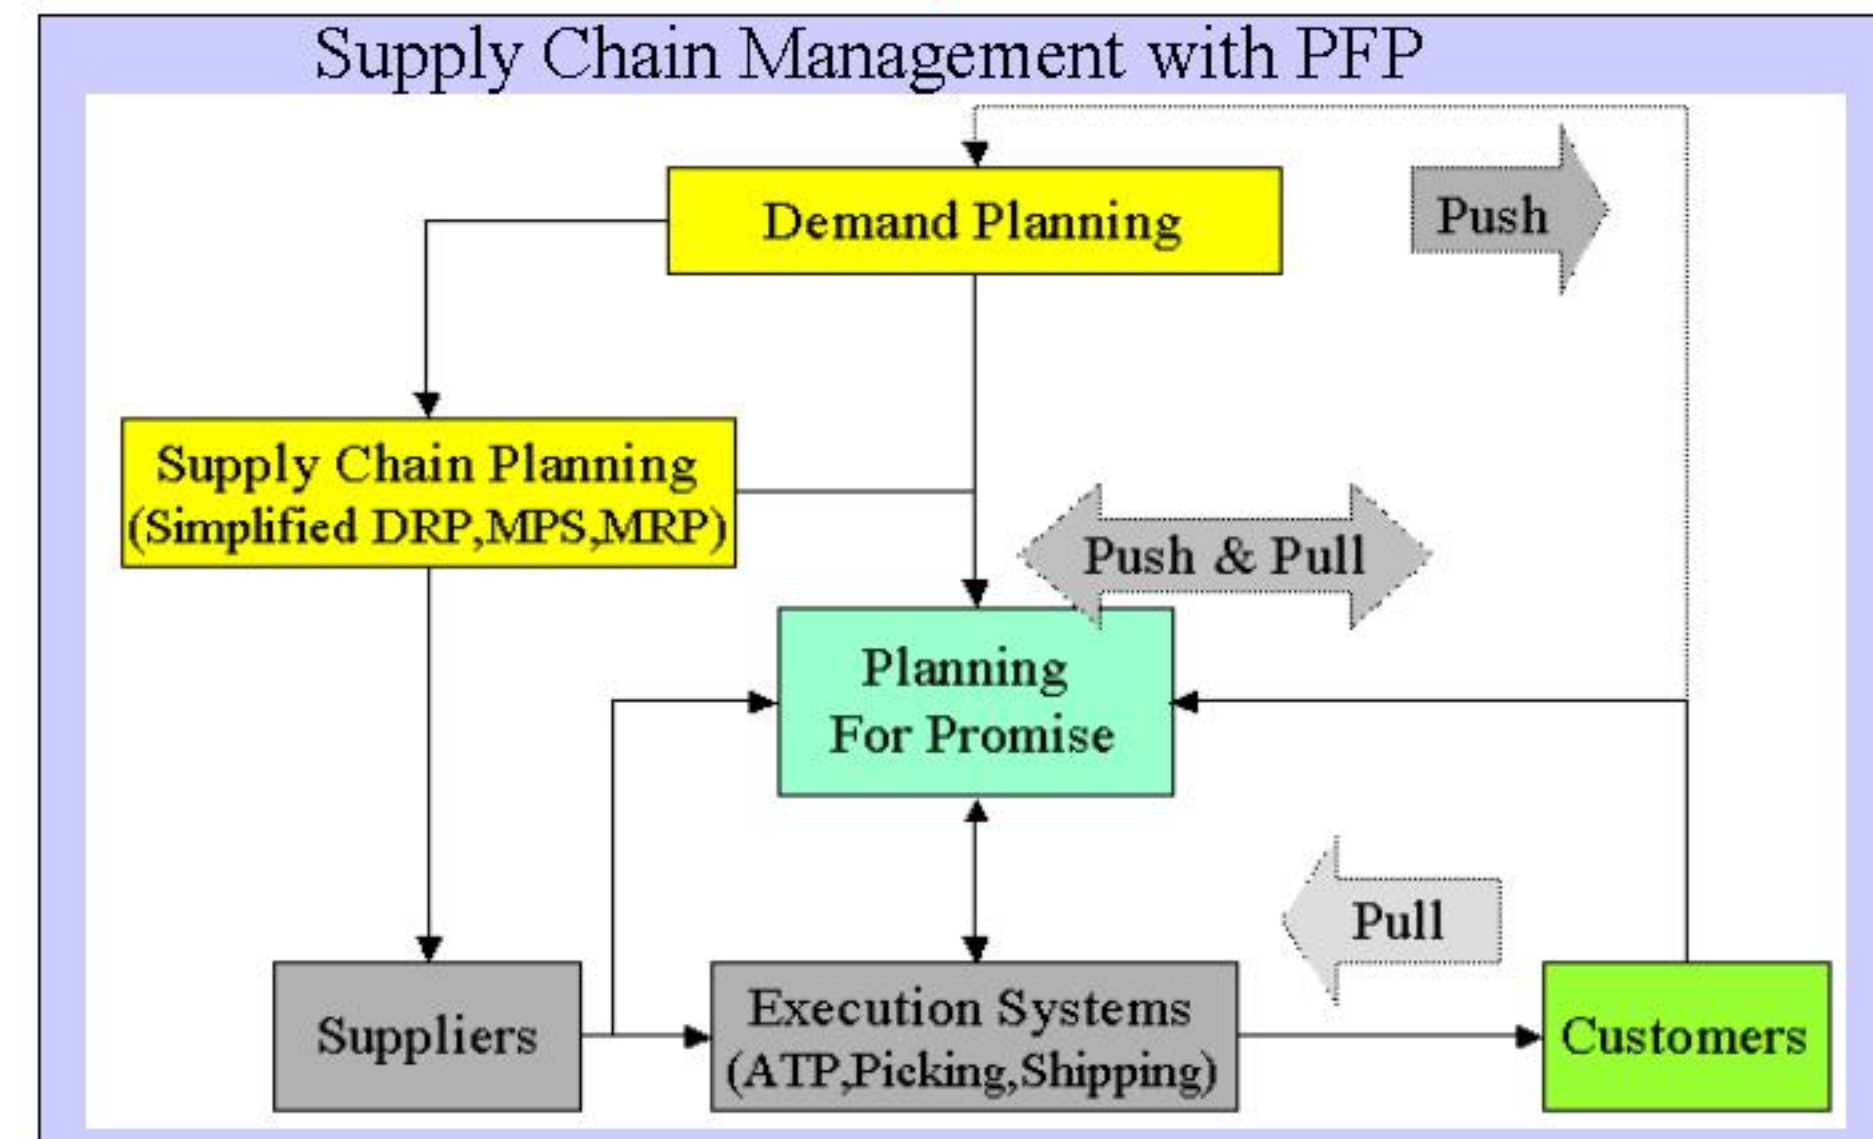 Supply Chain Management with PFP
Demand Planning
Push
Supply Chain Planning
(Simplified DRP,MPS,MRP)
Push & Pull
Planning
For Promise
Pull
Suppliers
Execution Systems
(ATP,Picking,Shipping)
Customers